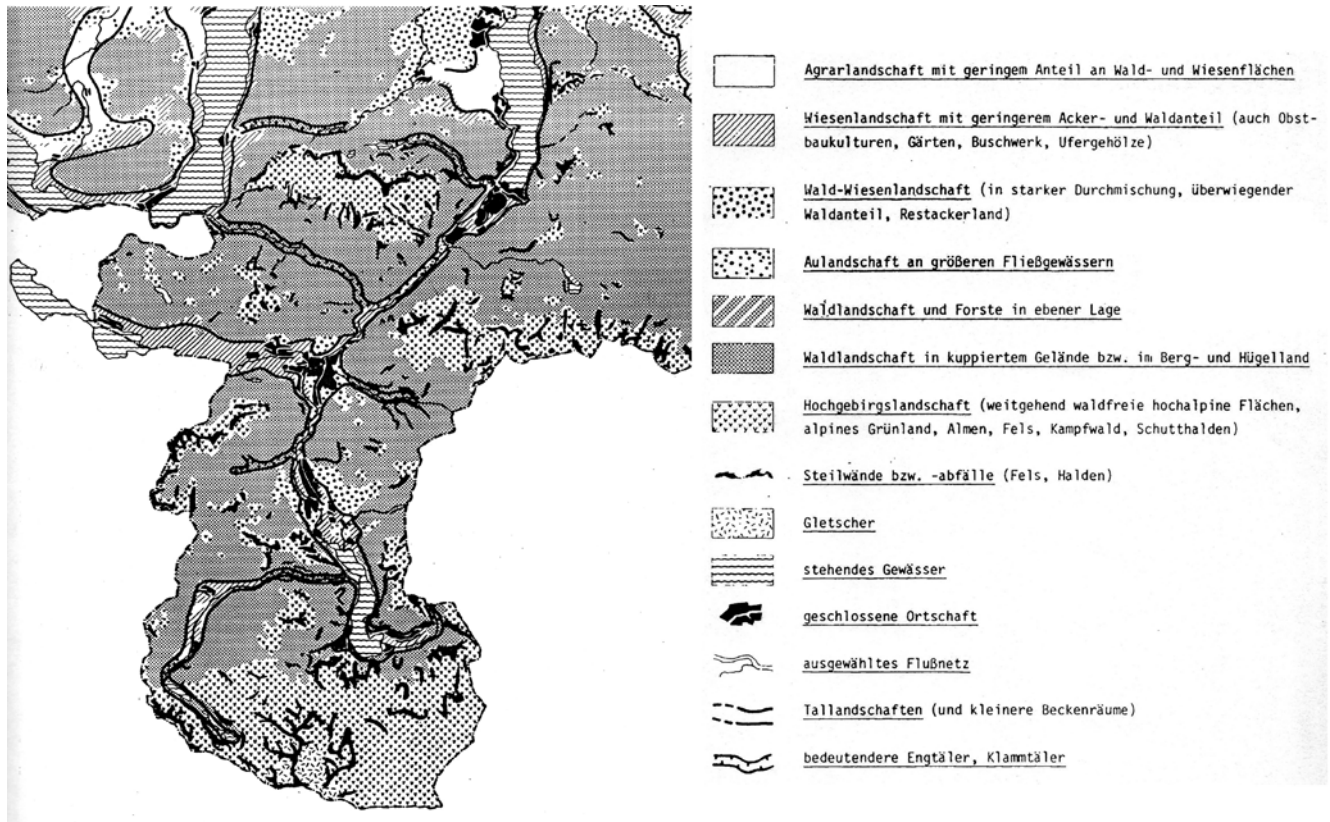 Agrarlandschaft mit geringem Anteil an Wald- und Wiesenflächen
Wiesenlandschaft mit geringerem Acker- und Waldanteil (auch Obst-
baukulturen, Gärten, Buschwerk, Ufergehölze)
Wald-Wiesenlandschaft (in starker Durchmischung, überwiegender
Waldanteil, Restackerland)
Aulandschaft an größeren Fließgewässern
Waldlandschaft und Forste in ebener Lage
Waldlandschaft in kuppiertem Gelände bzw. im Berg- und Hügelland
Hochgebirgslandschaft (weitgehend waldfreie hochalpine Flächen,
alpines Grünland, Almen, Fels, Kampfwald, Schutthalden)
Steilwände bzw. -abfälle (Fels, Halden)
Gletscher
stehendes Gewässer
geschlossene Ortschaft
ausgewähltes Flußnetz
Tallandschaften (und kleinere Beckenräume)
bedeutendere Engtäler, Klammtäler